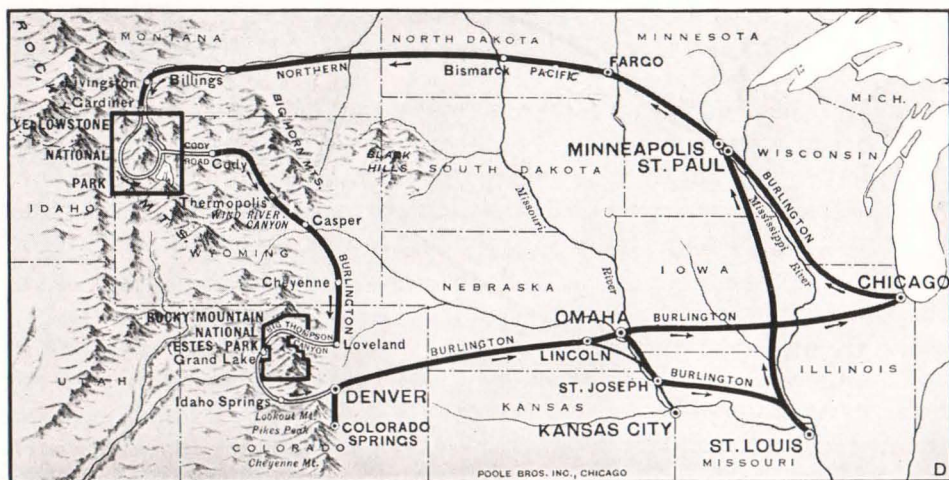 ROCKY MTS.
MONTANA
NORTH DAKOTA
MINNESOTA
Livingston
Billings
NORTHERN
Bismarck
PACIFIC
FARGO
Gardiner
MICH.
YELLOWSTONE
NATIONAL
PARK
CODY
ROAD
Cody
BIG HORN MTS.
BLACK
HILLS
SOUTH DAKOTA
MINNEAPOLIS
ST. PAUL
WISCONSIN
BURLINGTON
IDAHO
Thermopolis
WIND RIVER
CANYON
Casper
Missouri
River
Mississippi
River
WYOMING
Cheyenne
BURLINGTON
NEBRASKA
IOWA
CHICAGO
ROCKY MOUNTAIN
NATIONAL
(ESTES) PARK
BIG THOMPSON
CANYON
Loveland
Grand Lake
OMAHA
BURLINGTON
BURLINGTON
LINCOLN
UTAH
ILLINOIS
Idaho Springs
DENVER
ST. JOSEPH
BURLINGTON
Lookout Mt.
Pikes Peak
COLORADO
SPRINGS
KANSAS
KANSAS CITY
ST. LOUIS
COLORADO
Cheyenne Mt.
MISSOURI
POOLE BROS. INC., CHICAGO
D